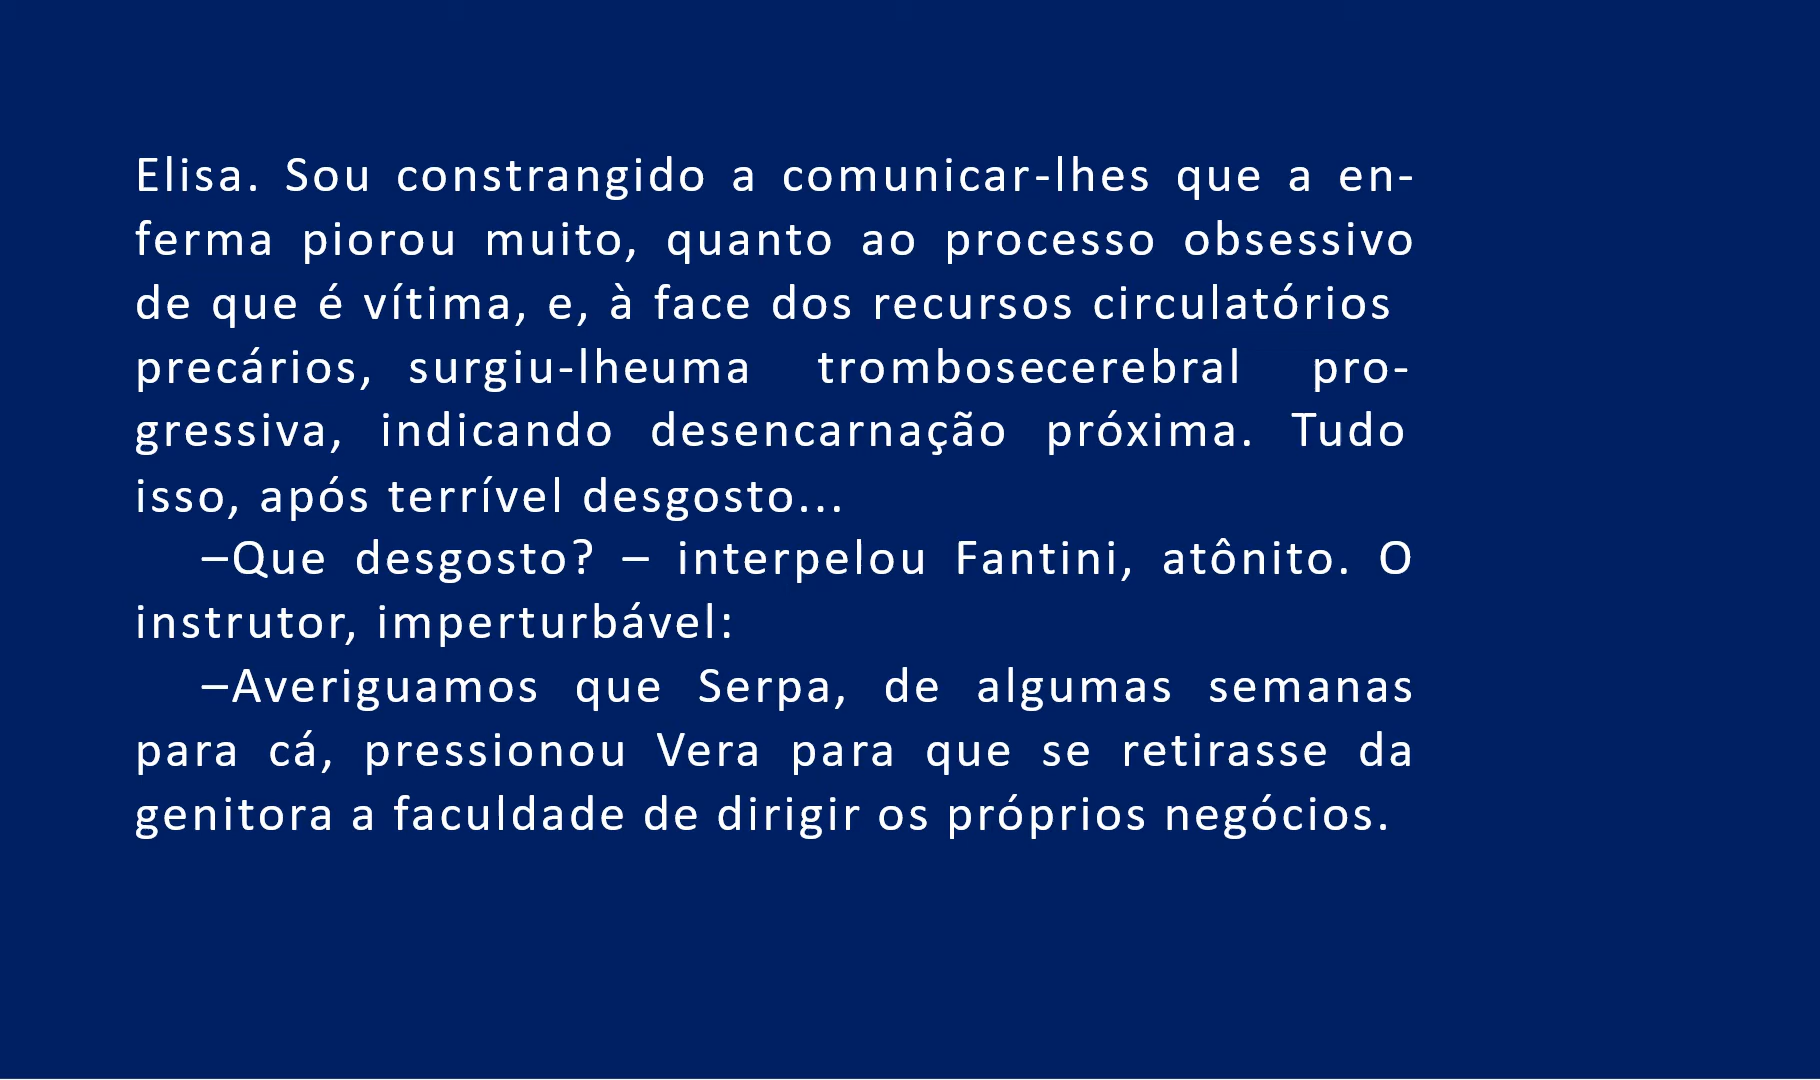 Elisa. Sou constrangido a comunicar-lhes que a en-
ferma piorou muito, quanto ao processo obsessivo
de que é vítima, e, à face dos recursos circulatórios
precários, surgiu-lheuma trombosecerebral pro-
gressiva, indicando desencarnação próxima. Tudo
isso, após terrível desgosto...
–Que desgosto? – interpelou Fantini, atônito. O
instrutor, imperturbável:
–Averiguamos que Serpa, de algumas semanas
para cá, pressionou Vera para que se retirasse da
genitora a faculdade de dirigir os próprios negócios.